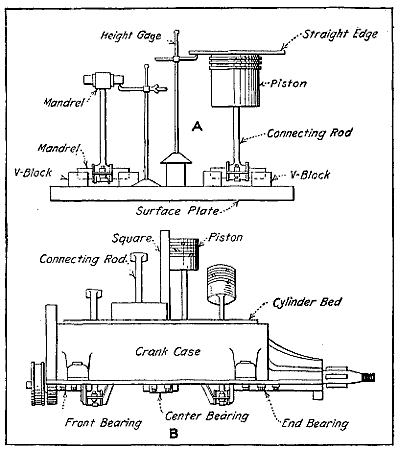 Height Gage
Straight Edge
Mandrel
Piston
A
Connecting Rod
Mandrel
V-Block
V-Block
Surface Plate
Square
Piston
Connecting Rod
Cylinder Bed
Crank Case
Front Bearing
Center Bearing
End Bearing
B